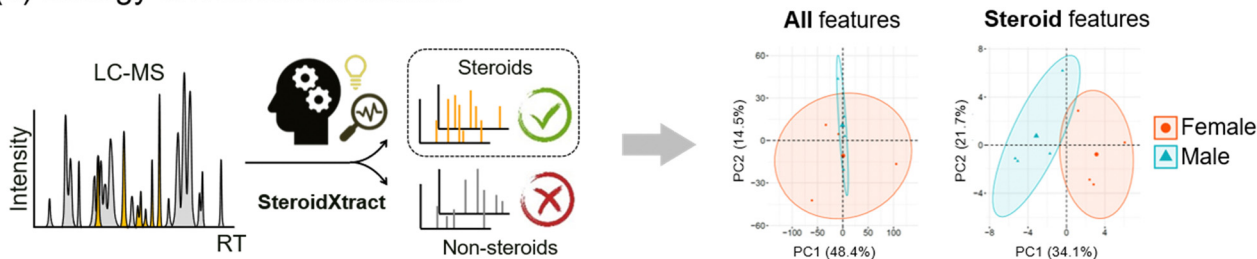 All features
Steroid features
LC-MS
Intensity
RT
SteroidXtract
Steroids
Non-steroids
60
30
0
−30
−60
PC2 (14.5%)
−100 −50 0 50 100
PC1 (48.4%)
8
4
0
−4
PC2 (21.7%)
−8 −4 0 4
PC1 (34.1%)
Female
Male